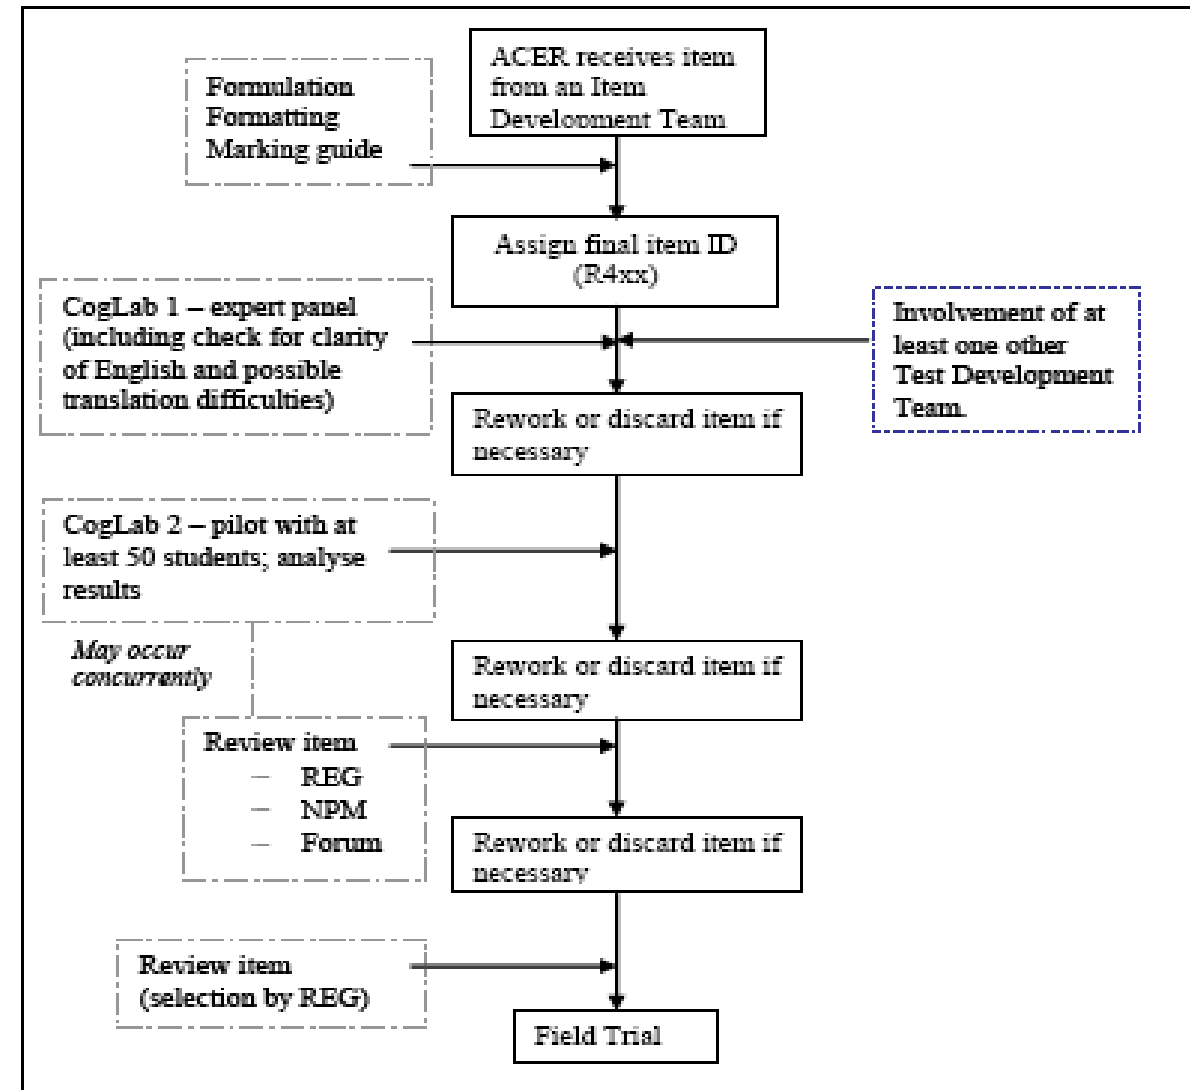 ACER receives item
from an Item
Development Team
Formulation
Formatting
Marking guide
Assign final item ID
(R4xx)
CogLab 1 – expert panel
(including check for clarity
of English and possible
translation difficulties)
Involvement of at
least one other
Test Development
Team.
Rework or discard item if
necessary
CogLab 2 – pilot with at
least 50 students; analyse
results
May occur
concurrently
Rework or discard item if
necessary
Review item
– REG
– NPM
– Forum
Rework or discard item if
necessary
Review item
(selection by REG)
Field Trial